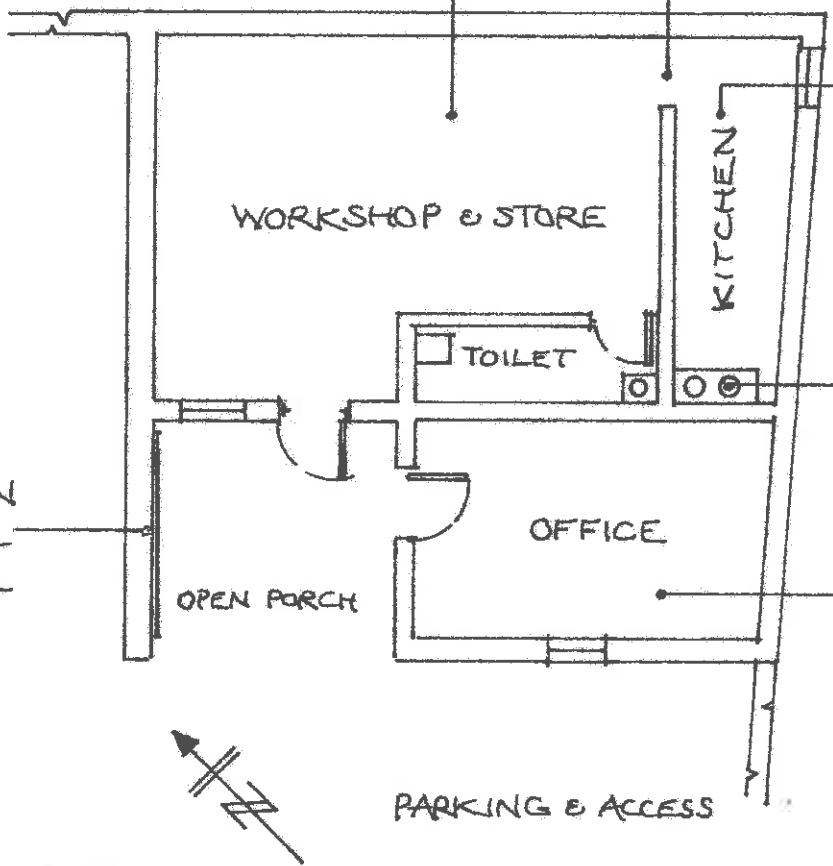 WORKSHOP & STORE
KITCHEN
TOILET
OFFICE
OPEN PORCH
PARKING & ACCESS